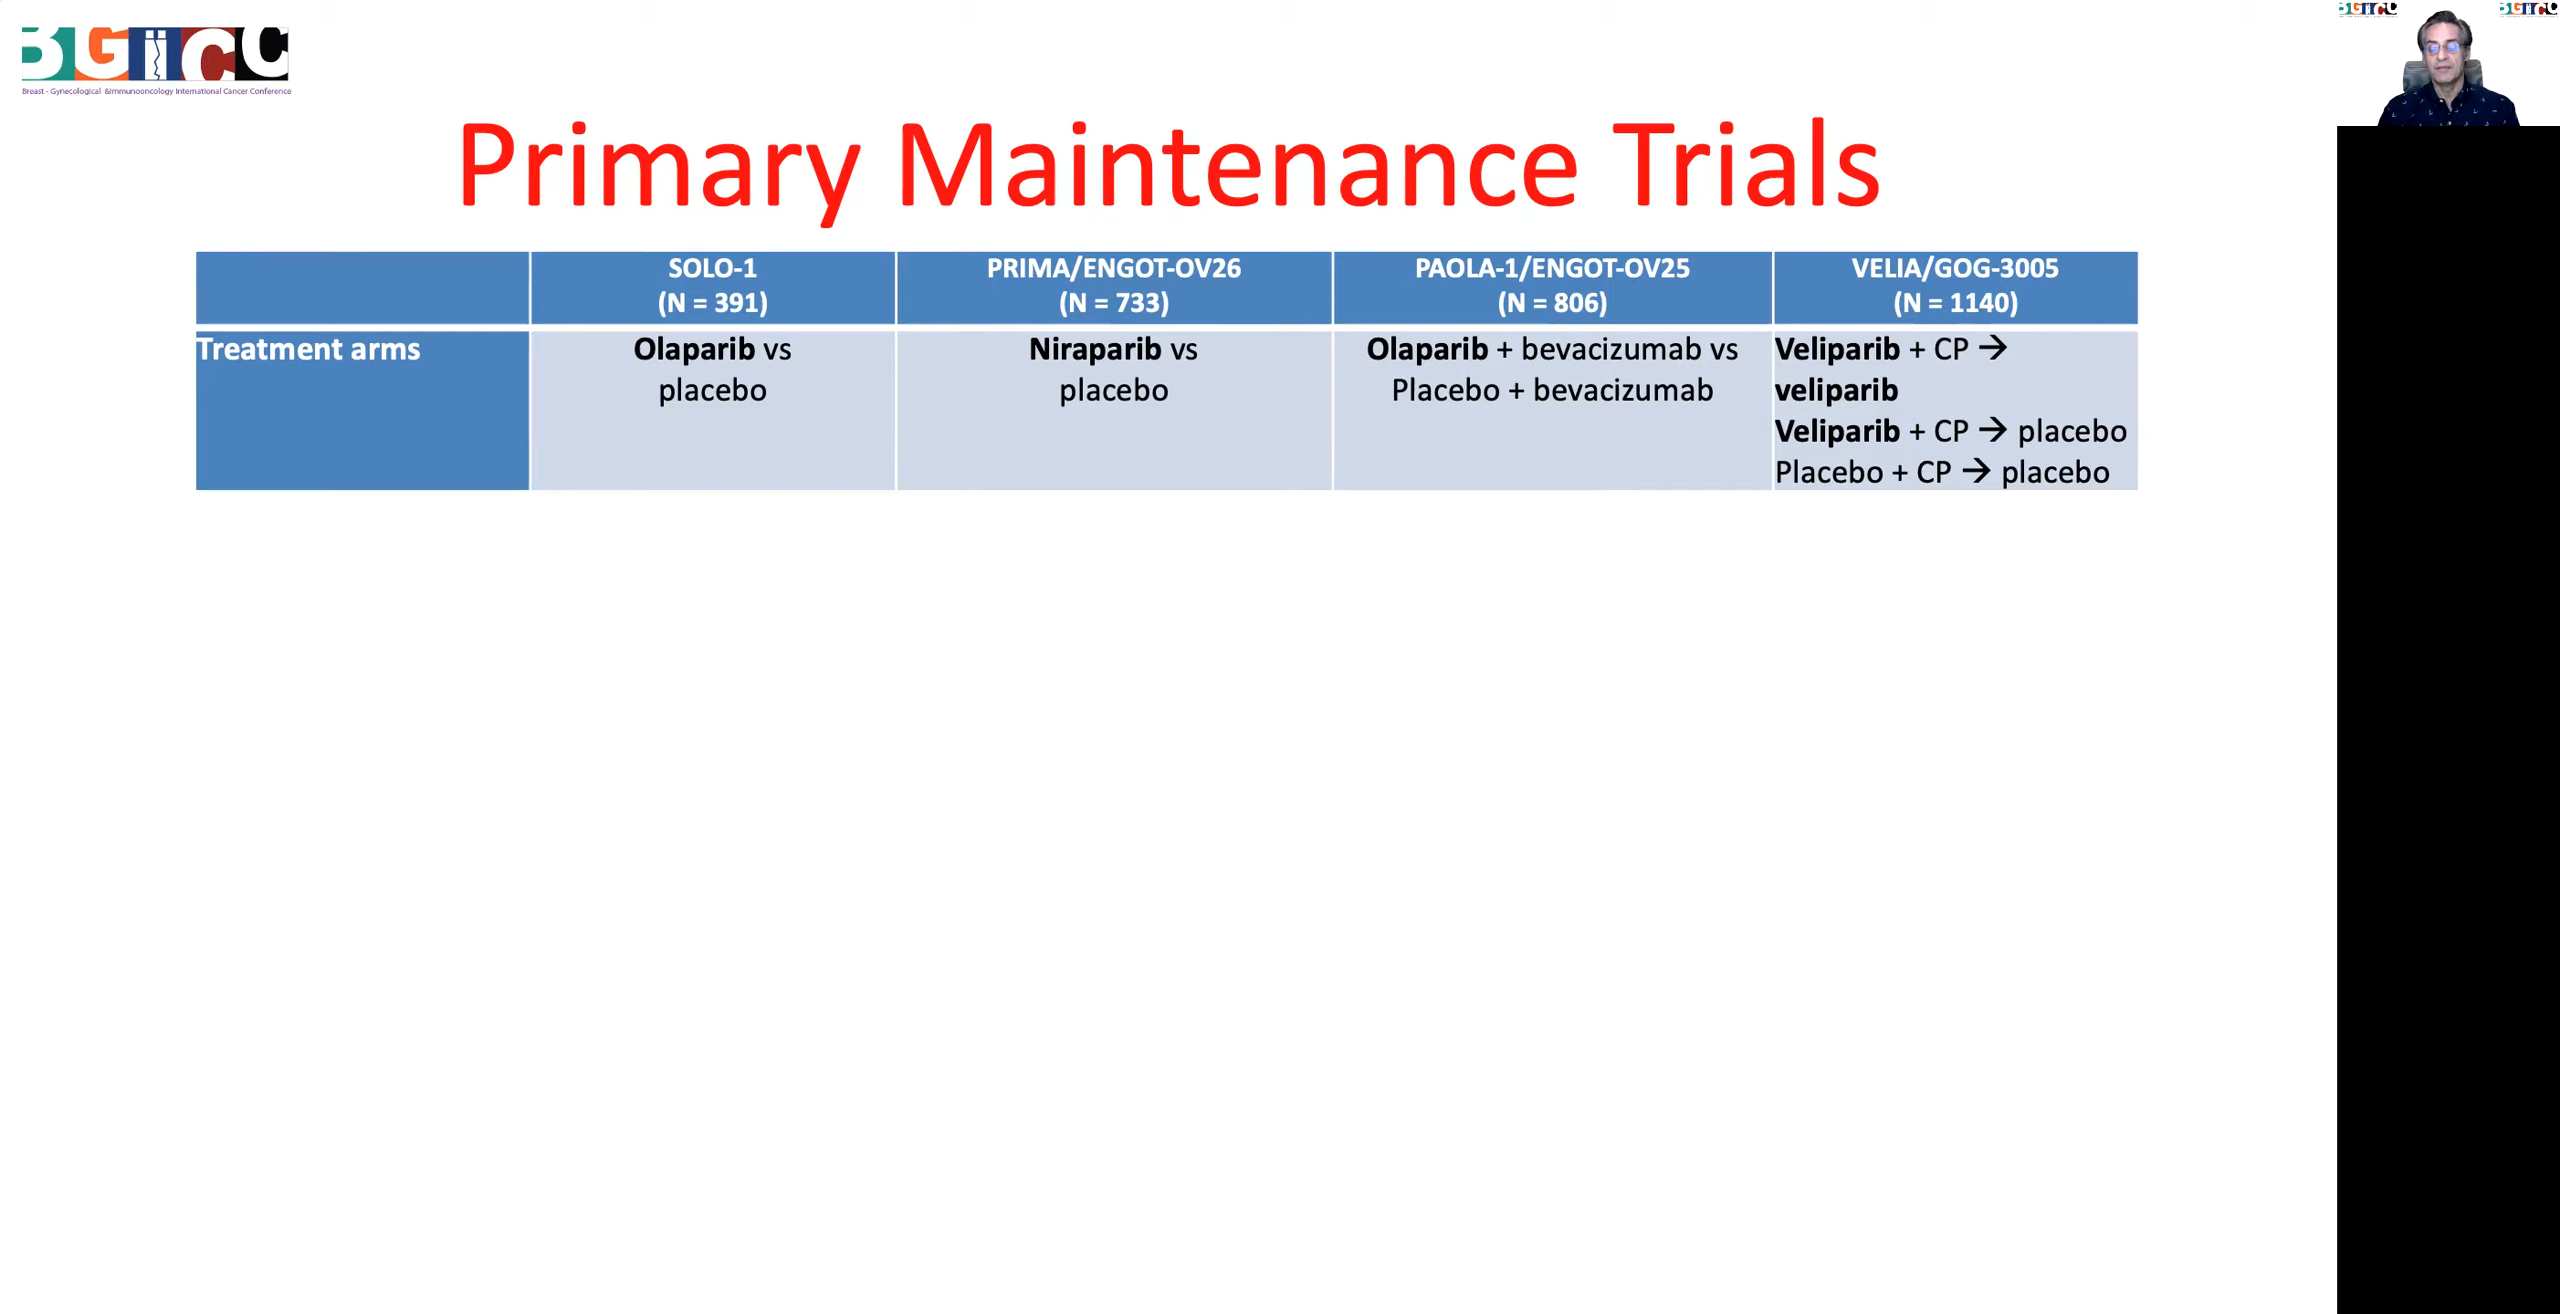 BGiCC
Breast - Gynecological &Immunooncology International Cancer Conference
Primary Maintenance Trials
SOLO-1
(N = 391)
PRIMA/ENGOT-OV26
(N = 733)
PAOLA-1/ENGOT-OV25
(N = 806)
VELIA/GOG-3005
(N = 1140)
Treatment arms
Olaparib vs
placebo
Niraparib vs
placebo
Olaparib + bevacizumab vs
Placebo + bevacizumab
Veliparib + CP →
veliparib
Veliparib + CP → placebo
Placebo + CP → placebo